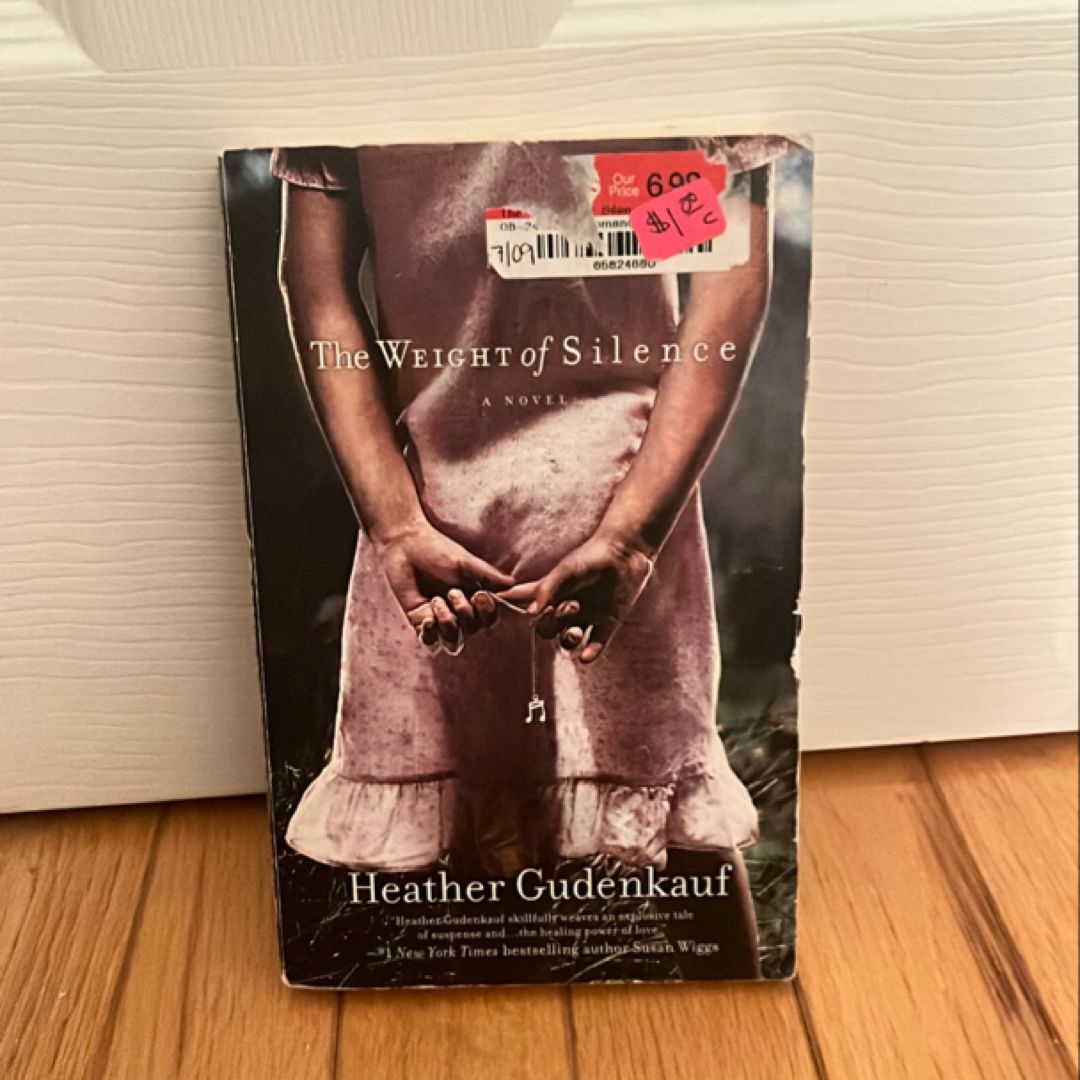 Our
Price 6.99
$1
7/09
65824680
The WEIGHT of Silence
A NOVEL
Heather Gudenkauf
"Heather Gudenkauf skillfully weaves an explosive tale
of suspense and...the healing power of love
—#1 New York Times bestselling author Susan Wiggs